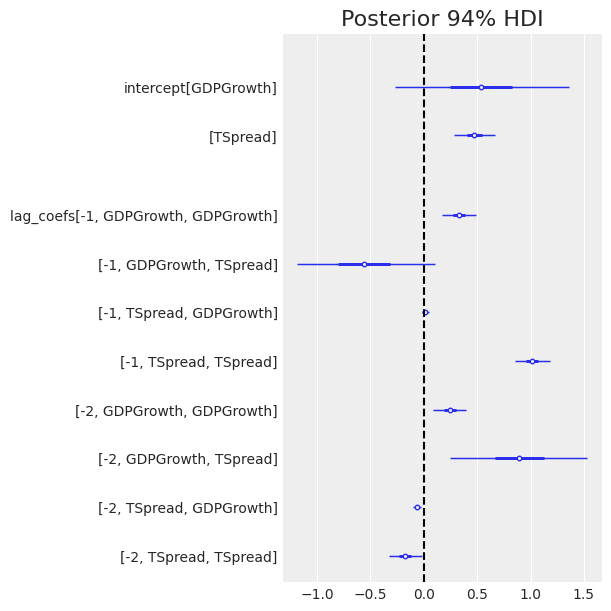 Posterior 94% HDI
intercept[GDPGrowth]
[TSpread]
lag_coefs[-1, GDPGrowth, GDPGrowth]
[-1, GDPGrowth, TSpread]
[-1, TSpread, GDPGrowth]
[-1, TSpread, TSpread]
[-2, GDPGrowth, GDPGrowth]
[-2, GDPGrowth, TSpread]
[-2, TSpread, GDPGrowth]
[-2, TSpread, TSpread]
−1.0 −0.5 0.0 0.5 1.0 1.5